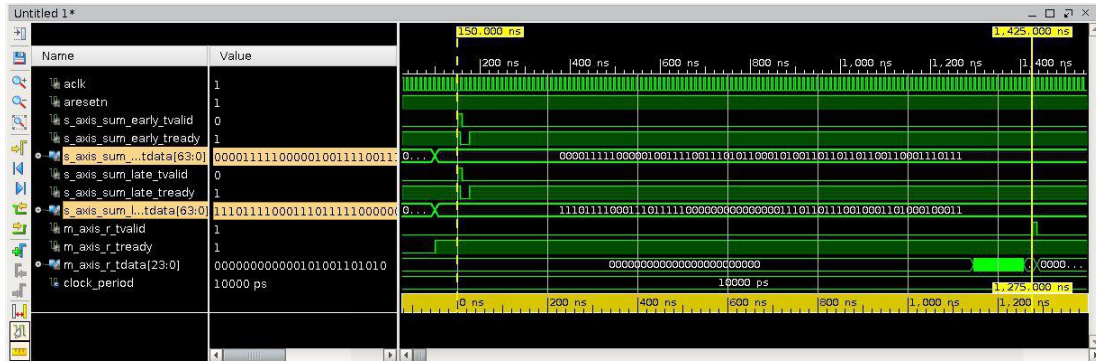 Untitled 1*
150.000 ns
1,425.000 ns
Name
Value
200 ns
400 ns
600 ns
800 ns
1,000 ns
1,200 ns
1,400 ns
aclk
1
aresetn
1
s_axis_sum_early_tvalid
0
s_axis_sum_early_tready
1
s_axis_sum_...tdata[63:0]
0...
s_axis_sum_late_tvalid
0
s_axis_sum_late_tready
1
s_axis_sum_l...tdata[63:0]
0...
m_axis_r_tvalid
1
m_axis_r_tready
1
m_axis_r_tdata[23:0]
000000000000101001101010
000000000000000000000000
0000...
clock_period
10000 ps
10000 ps
1,275.000 ns
0 ns
200 ns
400 ns
600 ns
800 ns
1,000 ns
1,200 ns